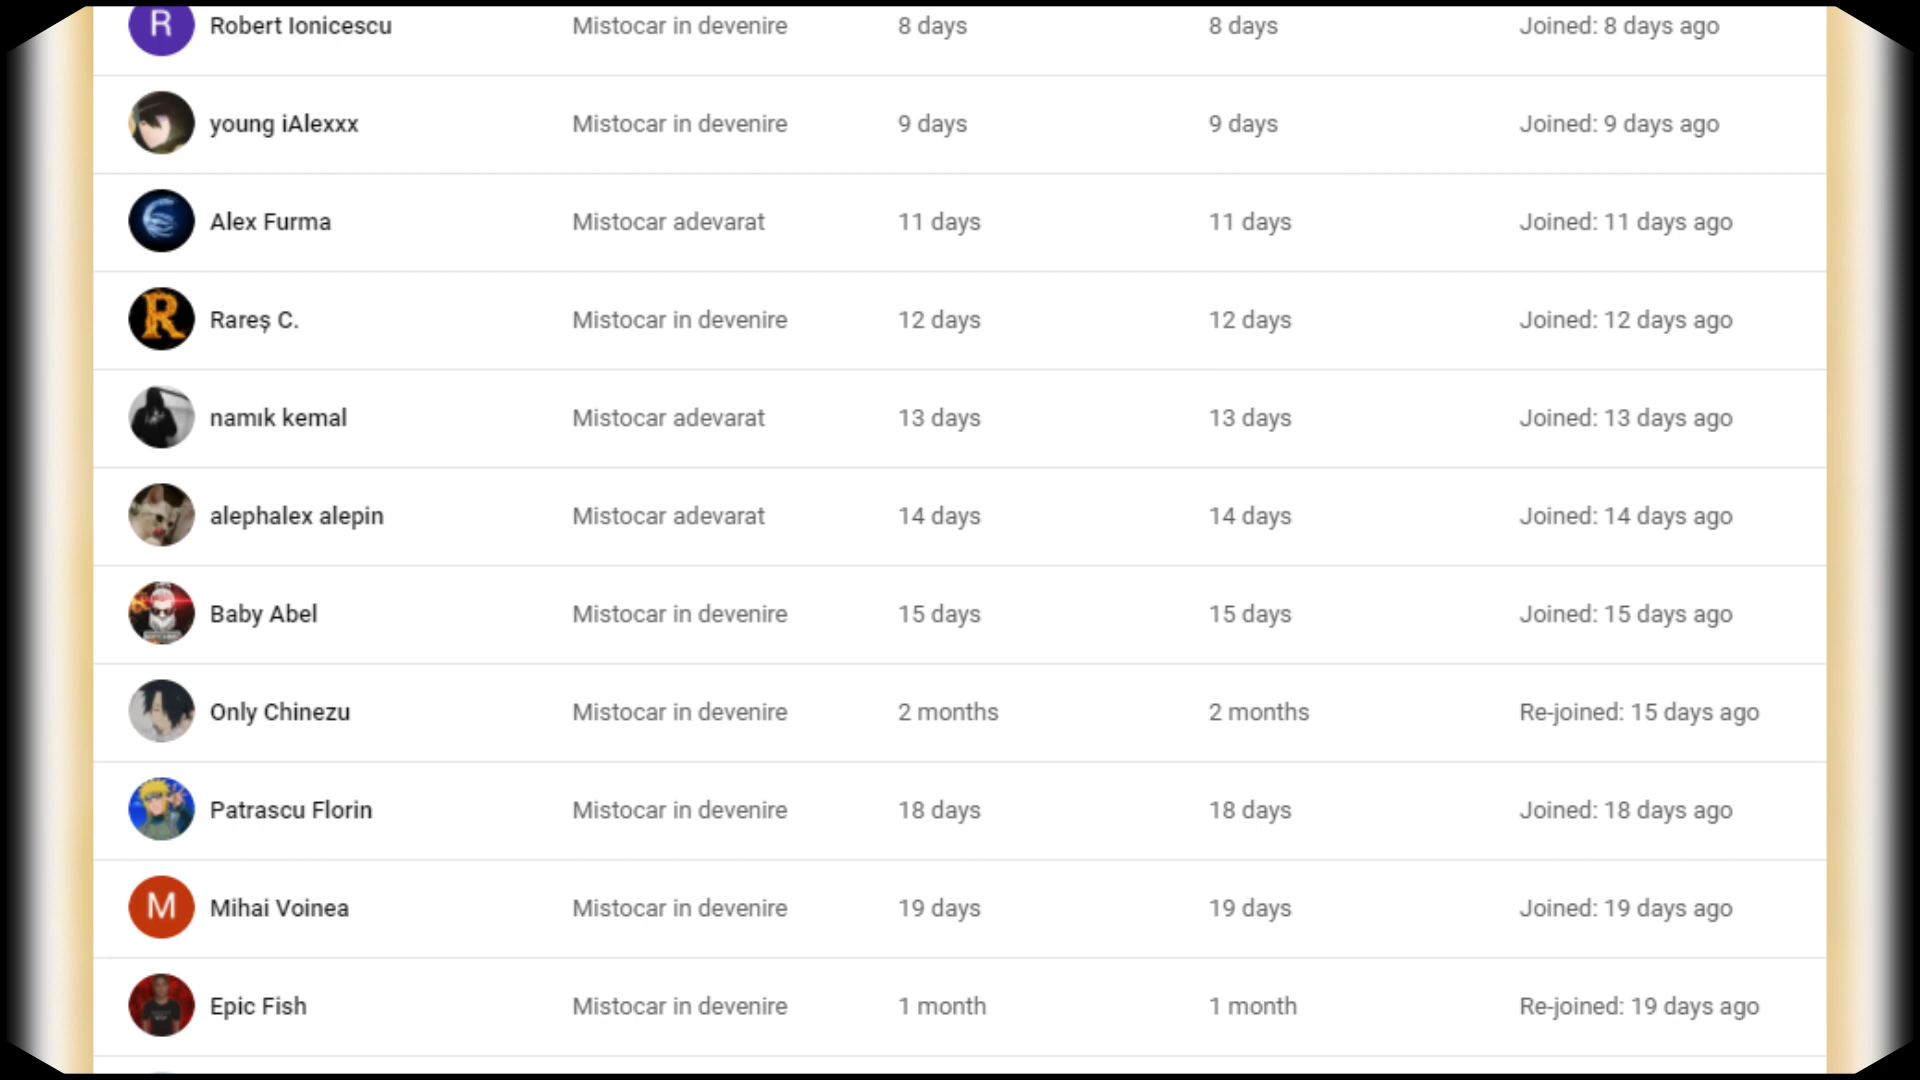 R Robert Ionicescu Mistocar in devenire 8 days 8 days Joined: 8 days ago
young iAlexxx Mistocar in devenire 9 days 9 days Joined: 9 days ago
Alex Furma Mistocar adevarat 11 days 11 days Joined: 11 days ago
R Rareș C. Mistocar in devenire 12 days 12 days Joined: 12 days ago
namık kemal Mistocar adevarat 13 days 13 days Joined: 13 days ago
alephalex alepin Mistocar adevarat 14 days 14 days Joined: 14 days ago
Baby Abel Mistocar in devenire 15 days 15 days Joined: 15 days ago
Only Chinezu Mistocar in devenire 2 months 2 months Re-joined: 15 days ago
Patrascu Florin Mistocar in devenire 18 days 18 days Joined: 18 days ago
M Mihai Voinea Mistocar in devenire 19 days 19 days Joined: 19 days ago
Epic Fish Mistocar in devenire 1 month 1 month Re-joined: 19 days ago